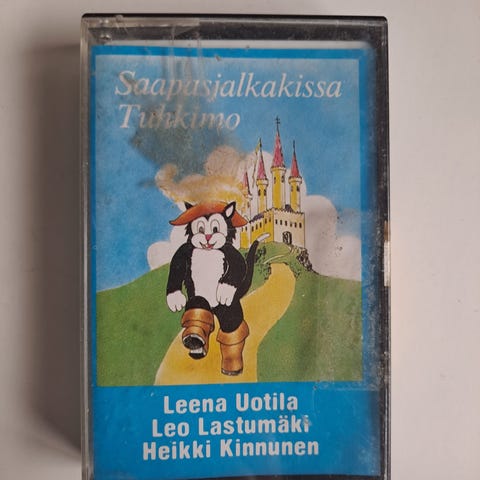 Saapasjalkakissa
Tuhkimo
Leena Uotila
Leo Lastumäki
Heikki Kinnunen